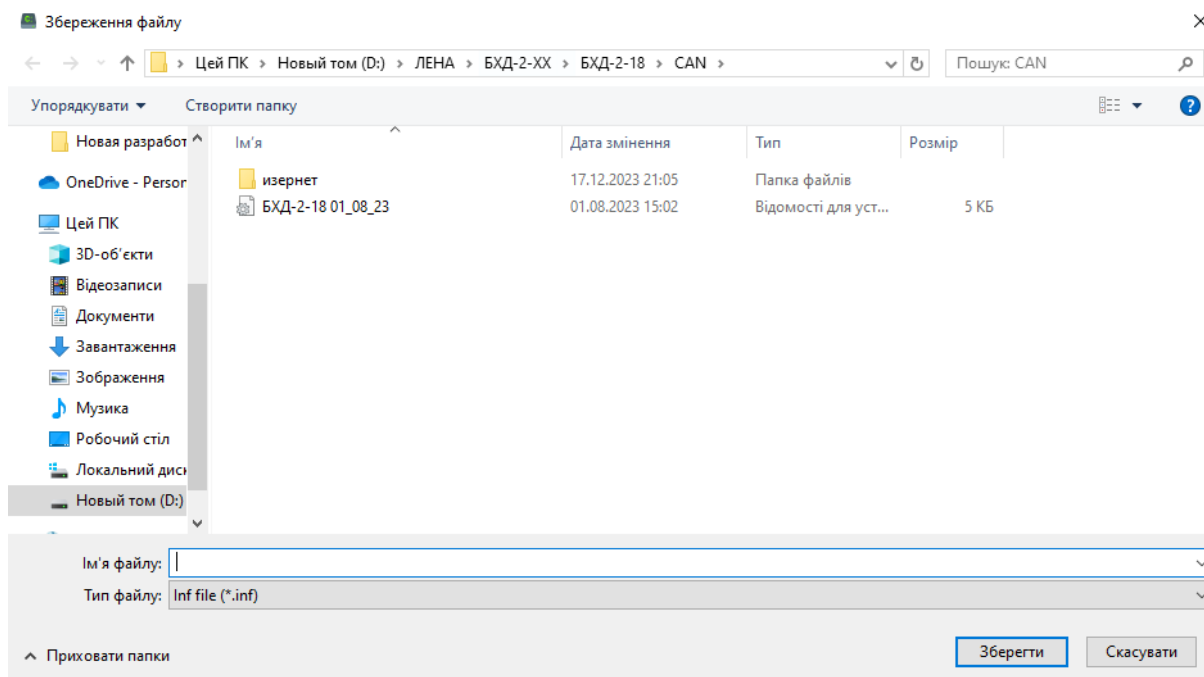 Збереження файлу
Цей ПК > Новый том (D:) > ЛЕНА > БХД-2-ХХ > БХД-2-18 > CAN >
Пошук: CAN
Упорядкувати
Створити папку
Новая разработ
OneDrive - Person
Цей ПК
3D-об'єкти
Відеозаписи
Документи
Завантаження
Зображення
Музика
Робочий стіл
Локальний диск
Новый том (D:)
Ім'я Дата змінення Тип Розмір
изернет 17.12.2023 21:05 Папка файлів
БХД-2-18 01_08_23 01.08.2023 15:02 Відомості для уст... 5 КБ
Ім'я файлу:
Тип файлу: Inf file (*.inf)
Приховати папки
Зберегти
Скасувати